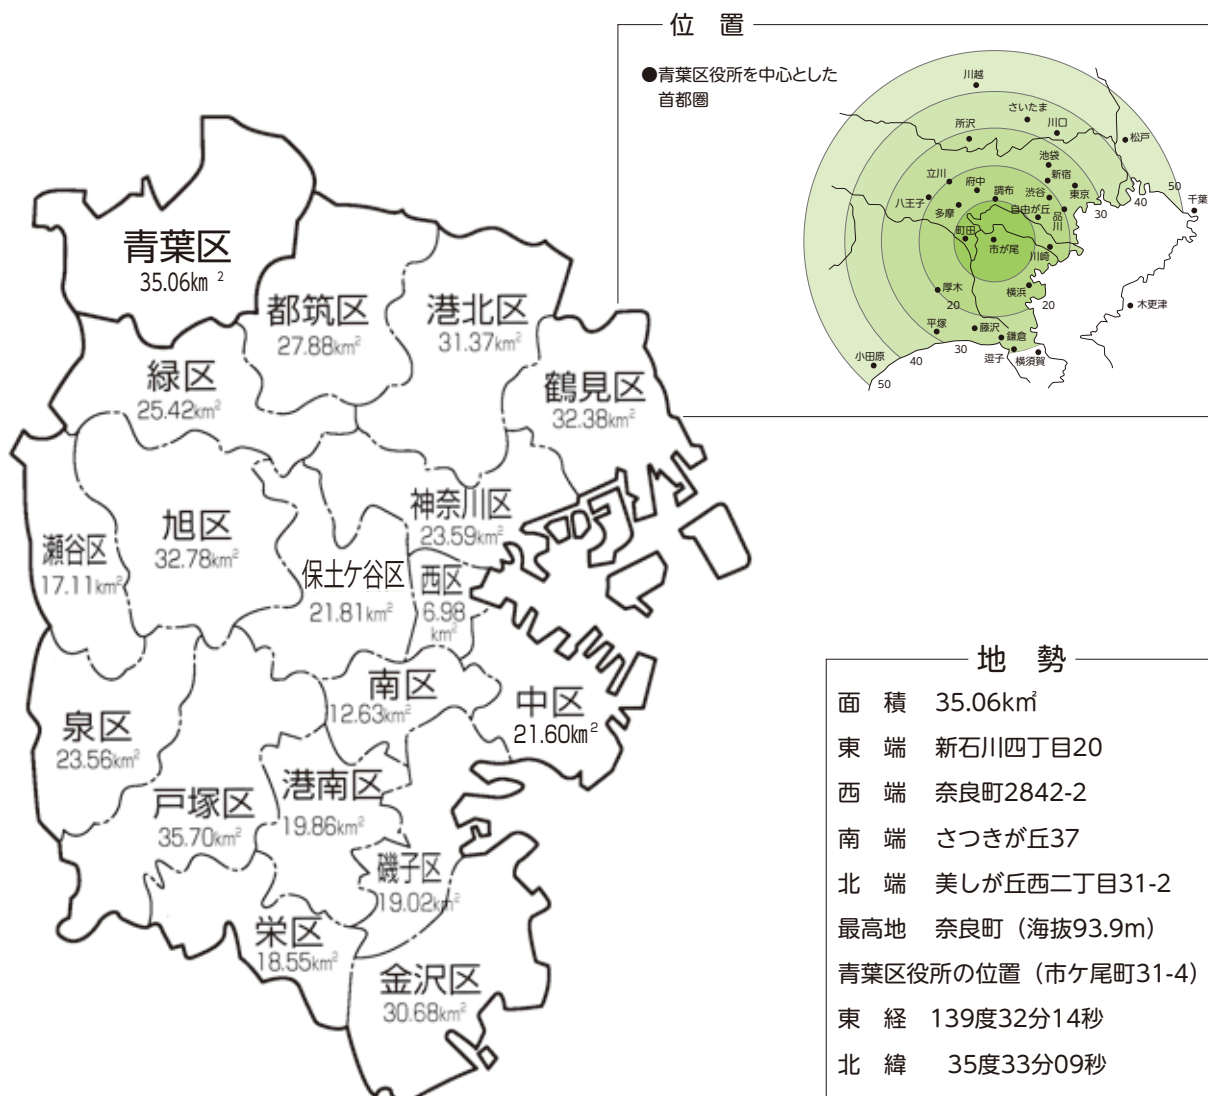 位 置
●青葉区役所を中心とした
首都圏
川越
さいたま
川口
所沢
松戸
池袋
新宿
立川
府中
調布
渋谷
東京
50
40
30
千葉
八王子
多摩
自由が丘
品川
町田
市が尾
川崎
厚木
20
横浜
20
木更津
平塚
藤沢
鎌倉
30
逗子
横須賀
小田原
40
50
青葉区
35.06km²
都筑区
27.88km²
港北区
31.37km²
緑区
25.42km²
鶴見区
32.38km²
神奈川区
23.59km²
旭区
32.78km²
瀬谷区
17.11km²
保土ケ谷区
21.81km²
西区
6.98
km²
南区
12.63km²
中区
21.60km²
泉区
23.56km²
港南区
19.86km²
戸塚区
35.70km²
磯子区
19.02km²
栄区
18.55km²
金沢区
30.68km²
地 勢
面 積 35.06㎢
東 端 新石川四丁目20
西 端 奈良町2842-2
南 端 さつきが丘37
北 端 美しが丘西二丁目31-2
最高地 奈良町（海抜93.9m）
青葉区役所の位置（市ケ尾町31-4）
東 経 139度32分14秒
北 緯 35度33分09秒